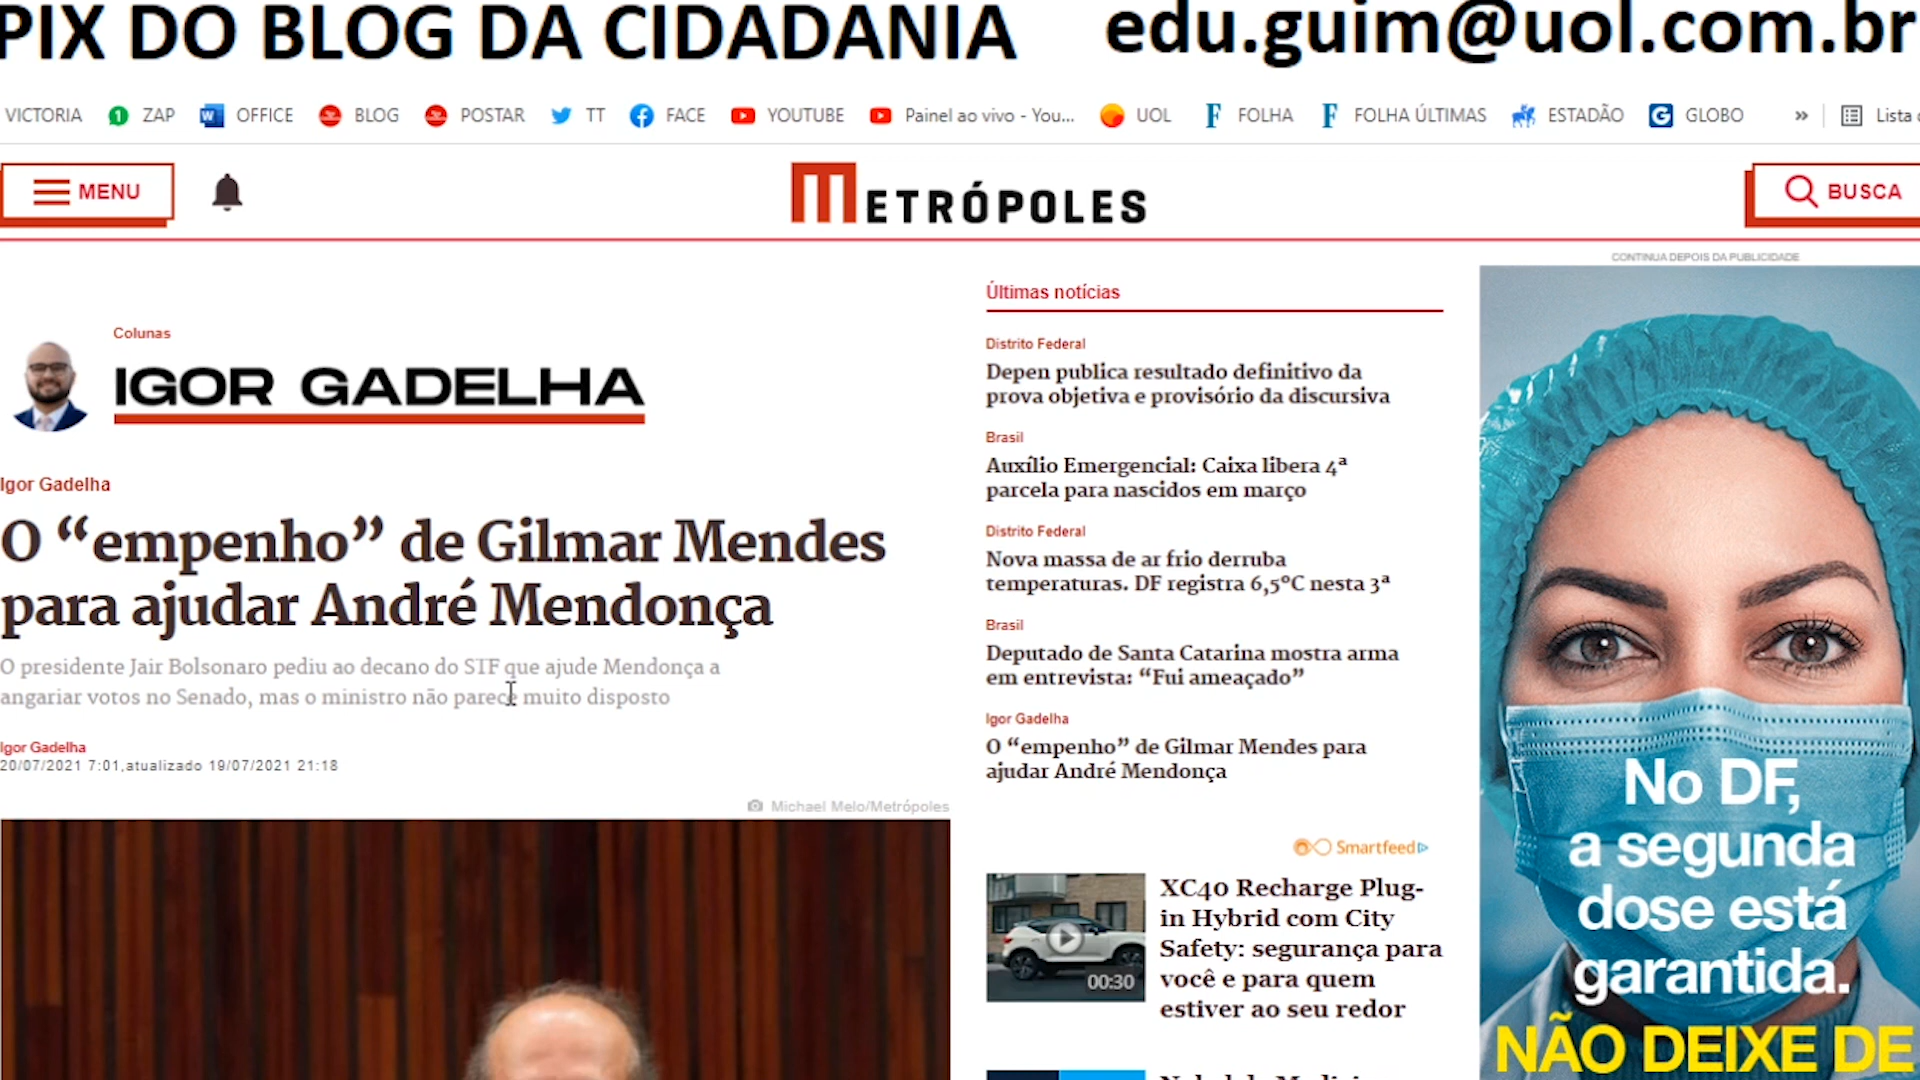 PIX DO BLOG DA CIDADANIA edu.guim@uol.com.br
VICTORIA 1 ZAP OFFICE BLOG POSTAR TT FACE YOUTUBE Painel ao vivo - You... UOL FOLHA FOLHA ÚLTIMAS ESTADÃO GLOBO » Lista
MENU
METRÓPOLES
BUSCA
Colunas
IGOR GADELHA
Igor Gadelha
O “empenho” de Gilmar Mendes
para ajudar André Mendonça
O presidente Jair Bolsonaro pediu ao decano do STF que ajude Mendonça a
angariar votos no Senado, mas o ministro não parece muito disposto
Igor Gadelha
20/07/2021 7:01,atualizado 19/07/2021 21:18
Michael Melo/Metrópoles
Últimas notícias
Distrito Federal
Depen publica resultado definitivo da
prova objetiva e provisório da discursiva
Brasil
Auxílio Emergencial: Caixa libera 4ª
parcela para nascidos em março
Distrito Federal
Nova massa de ar frio derruba
temperaturas. DF registra 6,5ºC nesta 3ª
Brasil
Deputado de Santa Catarina mostra arma
em entrevista: “Fui ameaçado”
Igor Gadelha
O “empenho” de Gilmar Mendes para
ajudar André Mendonça
Smartfeed
00:30
XC40 Recharge Plug-
in Hybrid com City
Safety: segurança para
você e para quem
estiver ao seu redor
CONTINUA DEPOIS DA PUBLICIDADE
No DF,
a segunda
dose está
garantida.
NÃO DEIXE DE